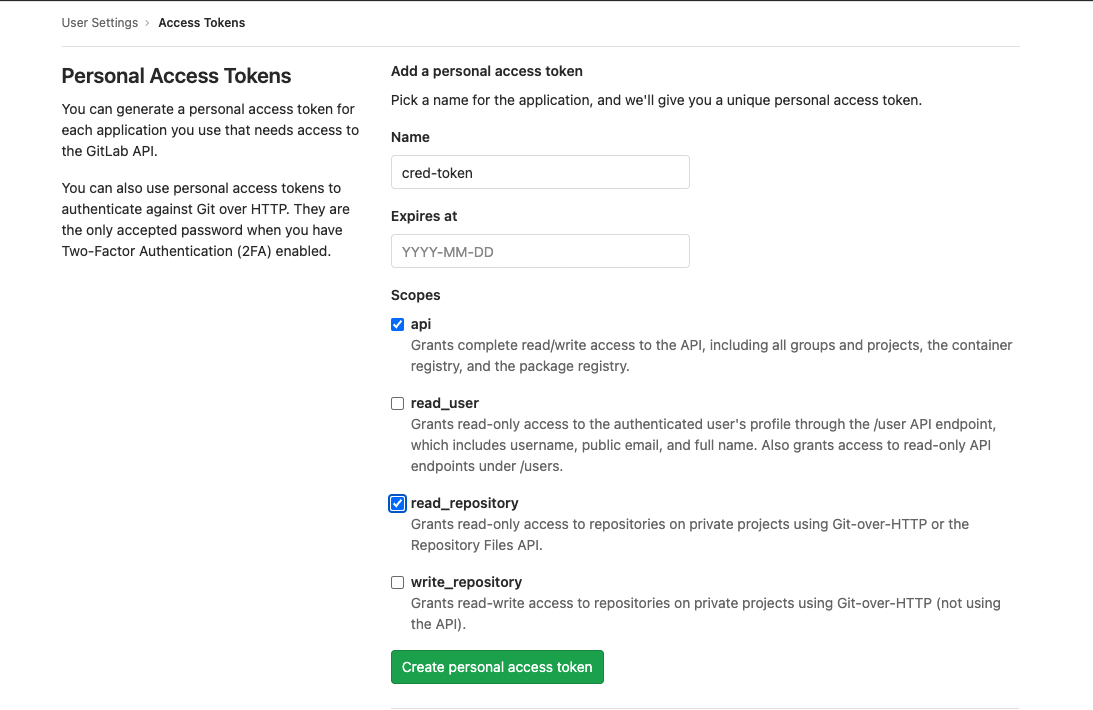 User Settings › Access Tokens
Personal Access Tokens
You can generate a personal access token for
each application you use that needs access to
the GitLab API.
You can also use personal access tokens to
authenticate against Git over HTTP. They are
the only accepted password when you have
Two-Factor Authentication (2FA) enabled.
Add a personal access token
Pick a name for the application, and we'll give you a unique personal access token.
Name
cred-token
Expires at
YYYY-MM-DD
Scopes
api
Grants complete read/write access to the API, including all groups and projects, the container
registry, and the package registry.
read_user
Grants read-only access to the authenticated user's profile through the /user API endpoint,
which includes username, public email, and full name. Also grants access to read-only API
endpoints under /users.
read_repository
Grants read-only access to repositories on private projects using Git-over-HTTP or the
Repository Files API.
write_repository
Grants read-write access to repositories on private projects using Git-over-HTTP (not using
the API).
Create personal access token